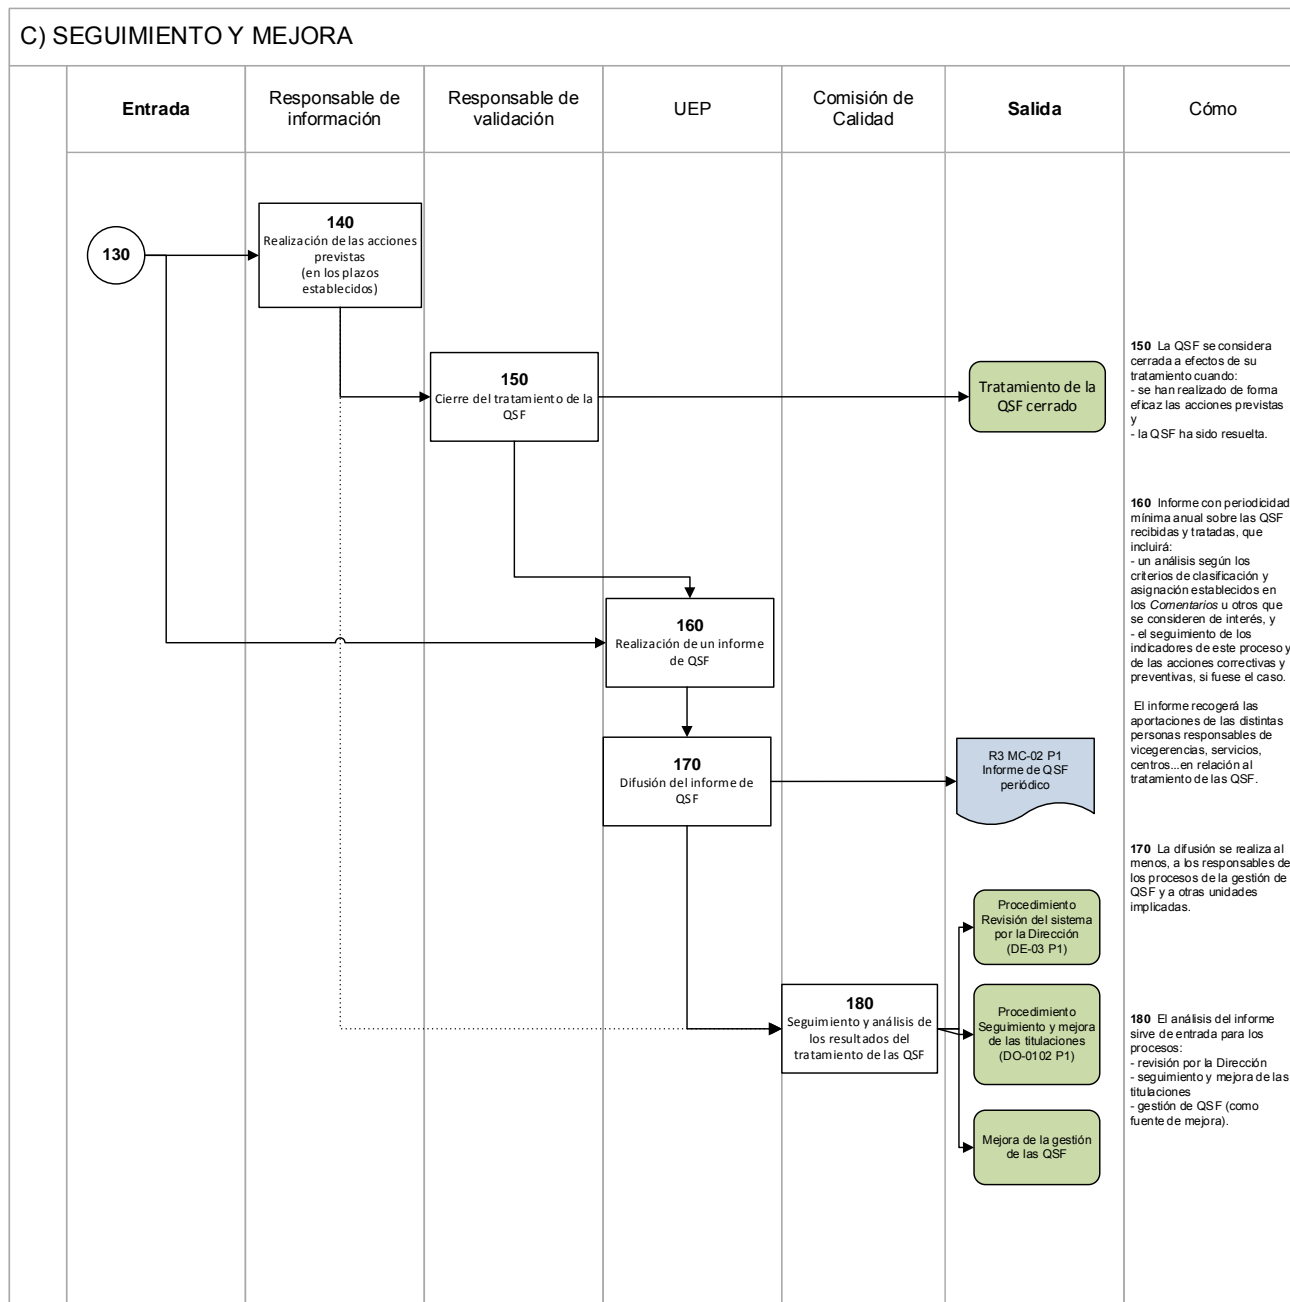 C) SEGUIMIENTO Y MEJORA
Entrada
Responsable de
información
Responsable de
validación
UEP
Comisión de
Calidad
Salida
Cómo
130
140
Realización de las acciones
previstas
(en los plazos
establecidos)
150
Cierre del tratamiento de la
QSF
Tratamiento de la
QSF cerrado
150 La QSF se considera
cerrada a efectos de su
tratamiento cuando:
- se han realizado de forma
eficaz las acciones previstas
y
- la QSF ha sido resuelta.
160
Realización de un informe
de QSF
160 Informe con periodicidad
mínima anual sobre las QSF
recibidas y tratadas, que
incluirá:
- un análisis según los
criterios de clasificación y
asignación establecidos en
los Comentarios u otros que
se consideren de interés, y
- el seguimiento de los
indicadores de este proceso y
de las acciones correctivas y
preventivas, si fuese el caso.
El informe recogerá las
aportaciones de las distintas
personas responsables de
vicegerencias, servicios,
centros...en relación al
tratamiento de las QSF.
170
Difusión del informe de
QSF
R3 MC-02 P1
Informe de QSF
periódico
170 La difusión se realiza al
menos, a los responsables de
los procesos de la gestión de
QSF y a otras unidades
implicadas.
Procedimiento
Revisión del sistema
por la Dirección
(DE-03 P1)
180
Seguimiento y análisis de
los resultados del
tratamiento de las QSF
Procedimiento
Seguimiento y mejora
de las titulaciones
(DO-0102 P1)
Mejora de la gestión
de las QSF
180 El análisis del informe
sirve de entrada para los
procesos:
- revisión por la Dirección
- seguimiento y mejora de las
titulaciones
- gestión de QSF (como
fuente de mejora).